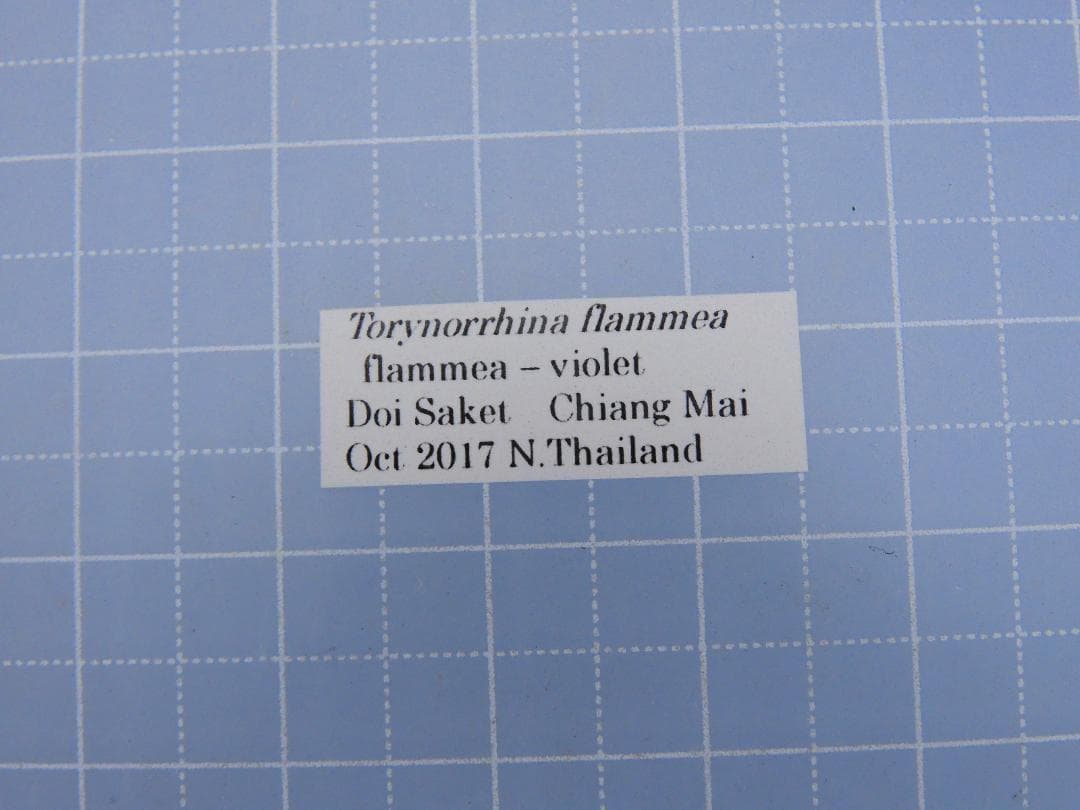 Torynorrhina flammea
flammea – violet
Doi Saket Chiang Mai
Oct 2017 N.Thailand